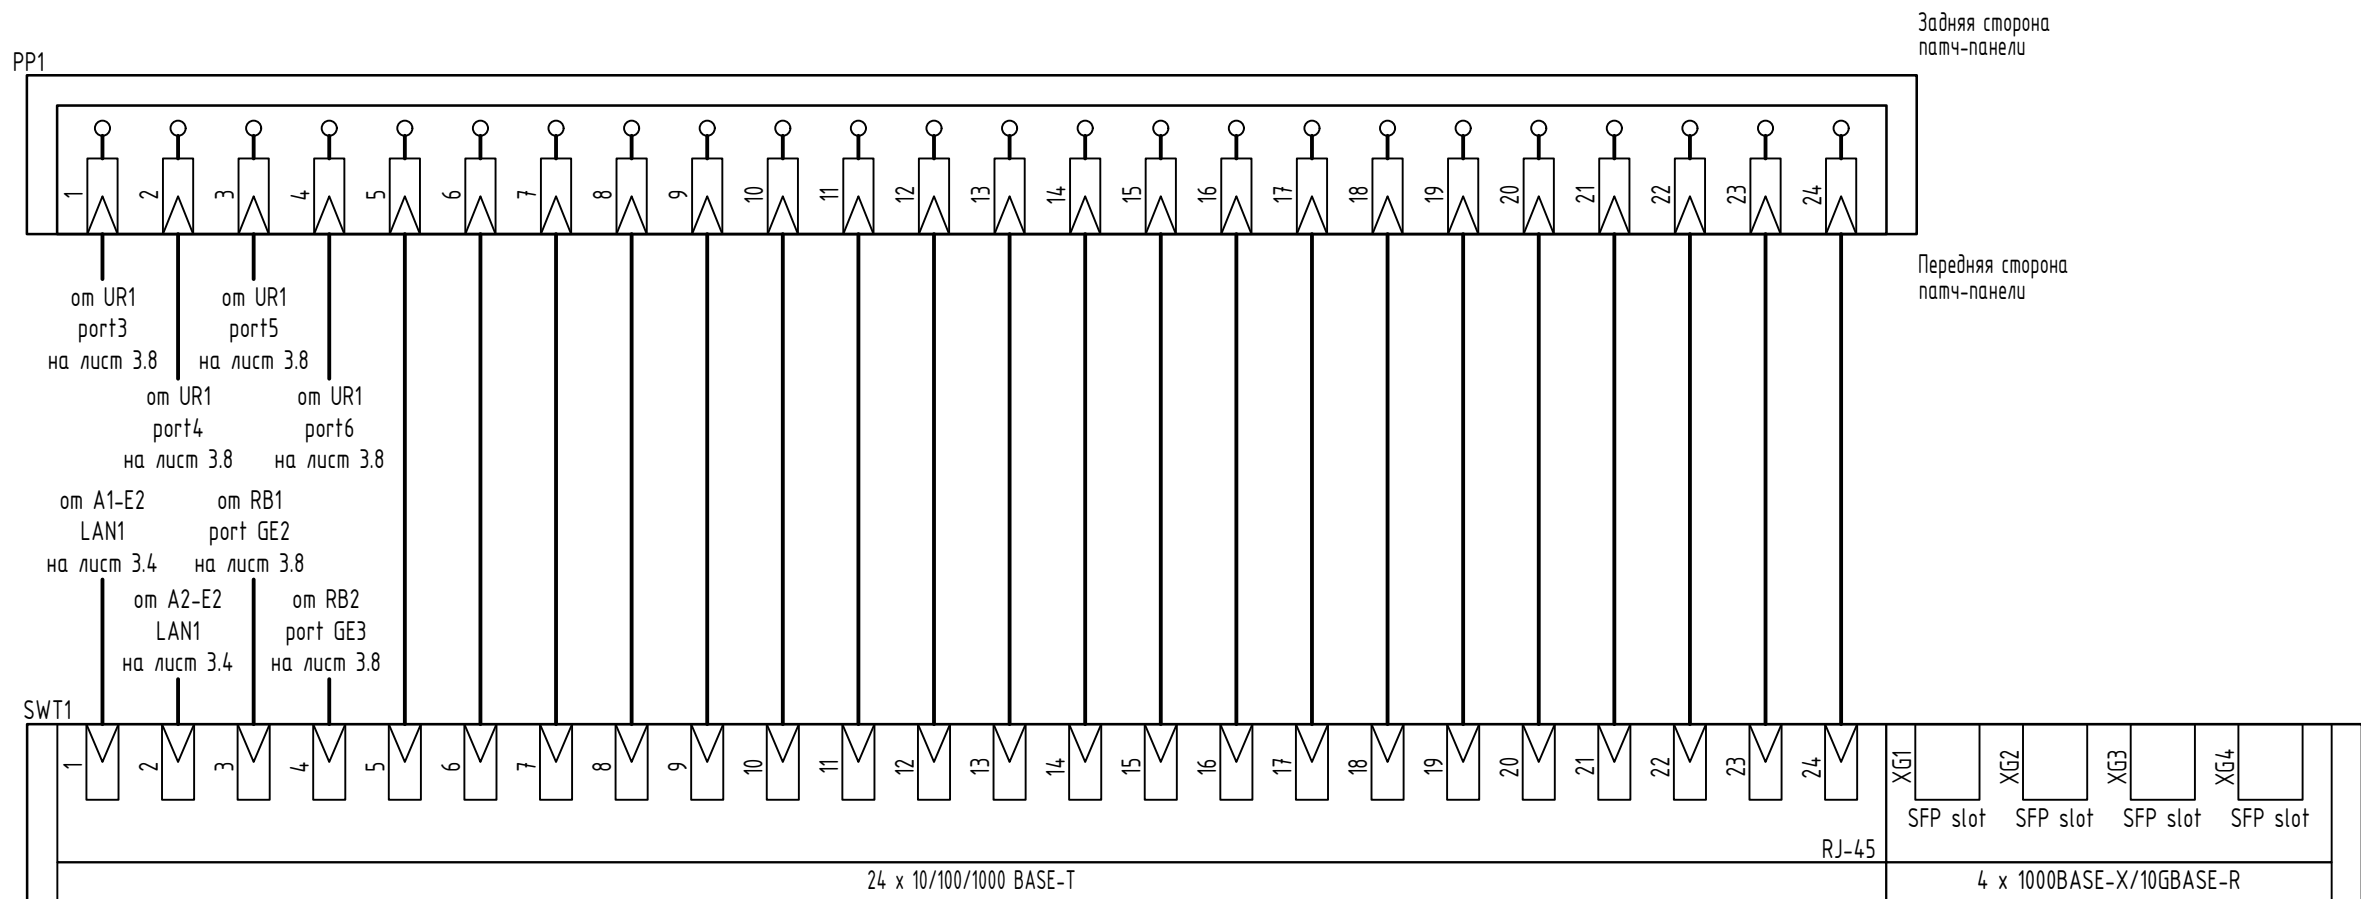 Задняя сторона
патч-панели
PP1
1
2
3
4
5
6
7
8
9
10
11
12
13
14
15
16
17
18
19
20
21
22
23
24
Передняя сторона
патч-панели
от UR1
port3
на лист 3.8
от UR1
port5
на лист 3.8
от UR1
port4
на лист 3.8
от UR1
port6
на лист 3.8
от A1-E2
LAN1
на лист 3.4
от RB1
port GE2
на лист 3.8
от A2-E2
LAN1
на лист 3.4
от RB2
port GE3
на лист 3.8
SWT1
1
2
3
4
5
6
7
8
9
10
11
12
13
14
15
16
17
18
19
20
21
22
23
24
XG1
XG2
XG3
XG4
SFP slot
SFP slot
SFP slot
SFP slot
RJ-45
24 x 10/100/1000 BASE-T
4 x 1000BASE-X/10GBASE-R